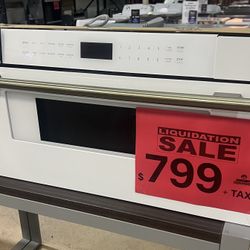 LIQUIDATION
SALE
$799
+ TAX